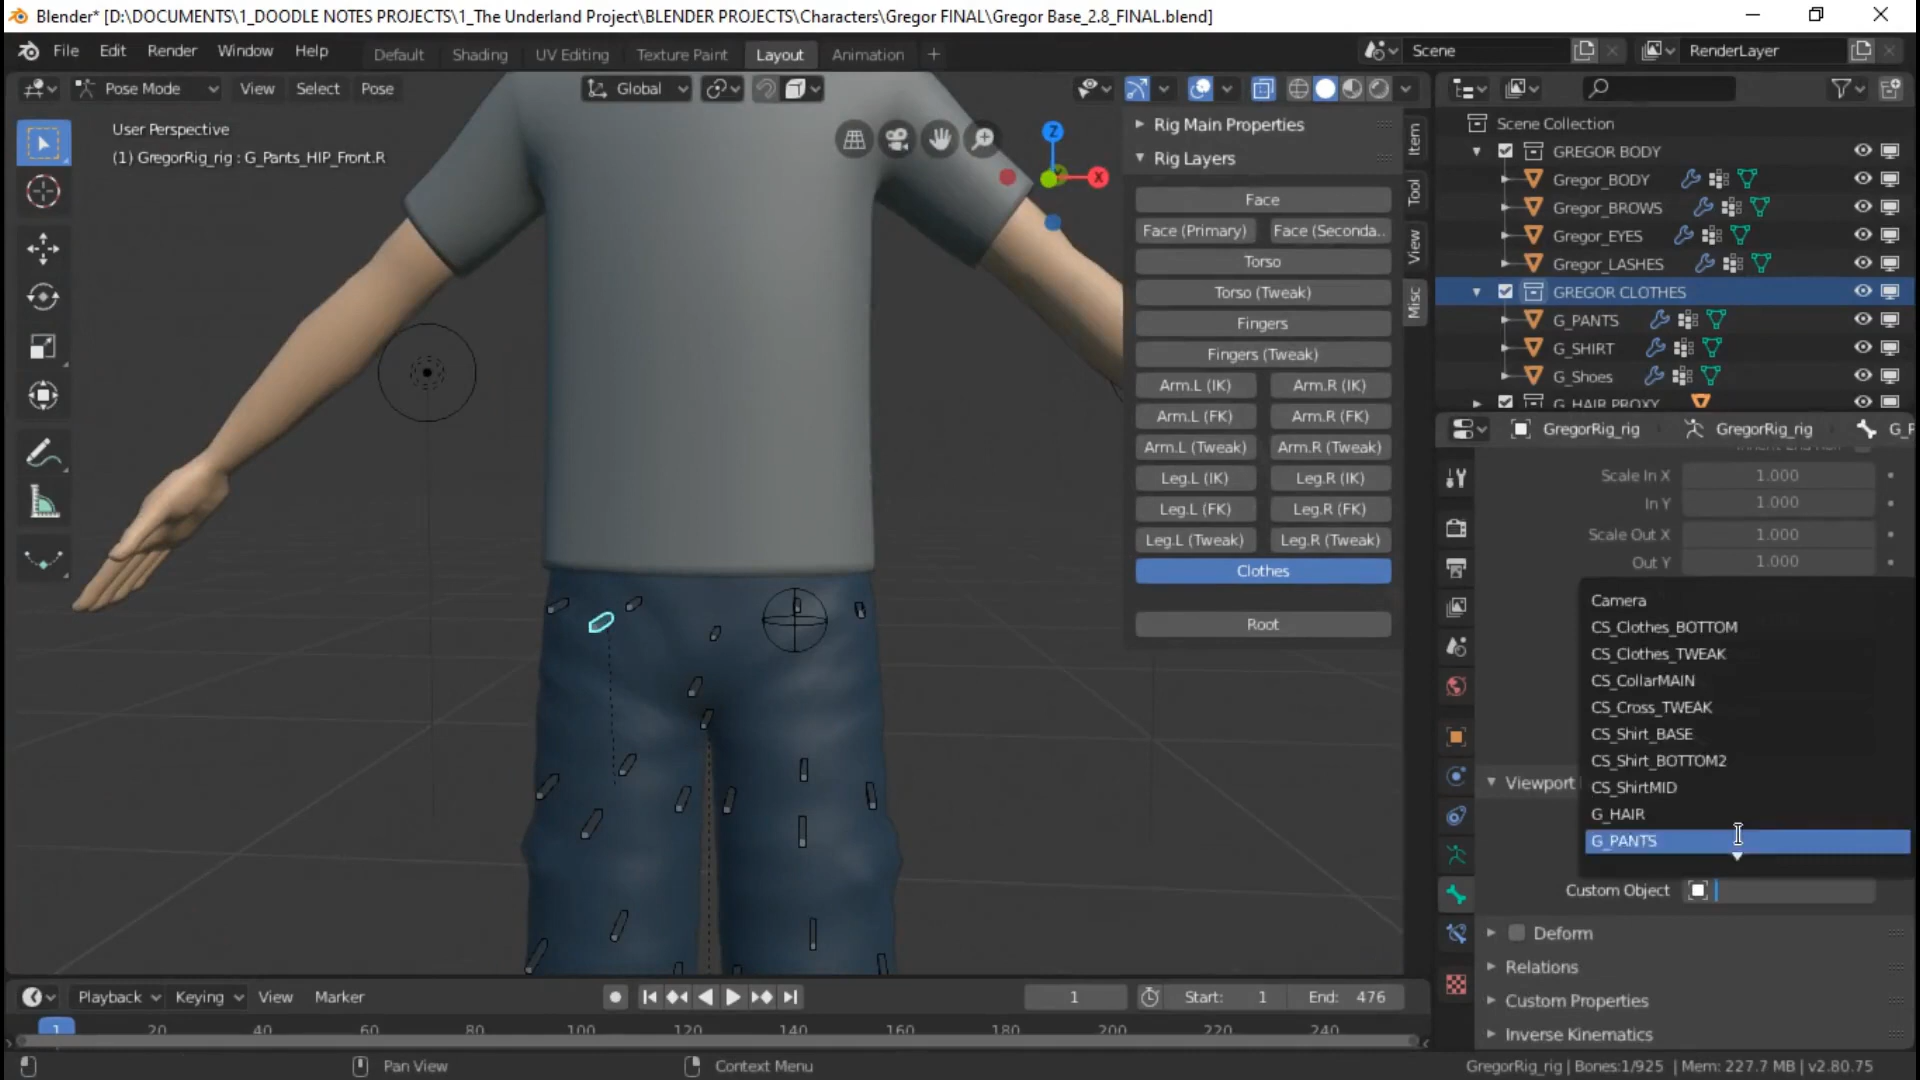 Blender* [D:\DOCUMENTS\1_DOODLE NOTES PROJECTS\1_The Underland Project\BLENDER PROJECTS\Characters\Gregor FINAL\Gregor Base_2.8_FINAL.blend]
File Edit Render Window Help Default Shading UV Editing Texture Paint Layout Animation + Scene RenderLayer
Pose Mode View Select Pose Global
User Perspective
(1) GregorRig_rig : G_Pants_HIP_Front.R
Z
X
Rig Main Properties
Rig Layers
Face
Face (Primary) Face (Seconda..
Torso
Torso (Tweak)
Fingers
Fingers (Tweak)
Arm.L (IK) Arm.R (IK)
Arm.L (FK) Arm.R (FK)
Arm.L (Tweak) Arm.R (Tweak)
Leg.L (IK) Leg.R (IK)
Leg.L (FK) Leg.R (FK)
Leg.L (Tweak) Leg.R (Tweak)
Clothes
Root
Item
Tool
View
Misc
Scene Collection
GREGOR BODY
Gregor_BODY
Gregor_BROWS
Gregor_EYES
Gregor_LASHES
GREGOR CLOTHES
G_PANTS
G_SHIRT
G_Shoes
G_HAIR PROXY
GregorRig_rig GregorRig_rig
Scale In X 1.000
In Y 1.000
Scale Out X 1.000
Out Y 1.000
Camera
CS_Clothes_BOTTOM
CS_Clothes_TWEAK
CS_CollarMAIN
CS_Cross_TWEAK
CS_Shirt_BASE
CS_Shirt_BOTTOM2
CS_ShirtMID
G_HAIR
G_PANTS
Viewport
Custom Object
Deform
Relations
Custom Properties
Inverse Kinematics
Playback Keying View Marker 1 Start: 1 End: 476
1 20 40 60 80 100 120 140 160 180 200 220 240
Pan View Context Menu GregorRig_rig | Bones:1/925 | Mem: 227.7 MB | v2.80.75